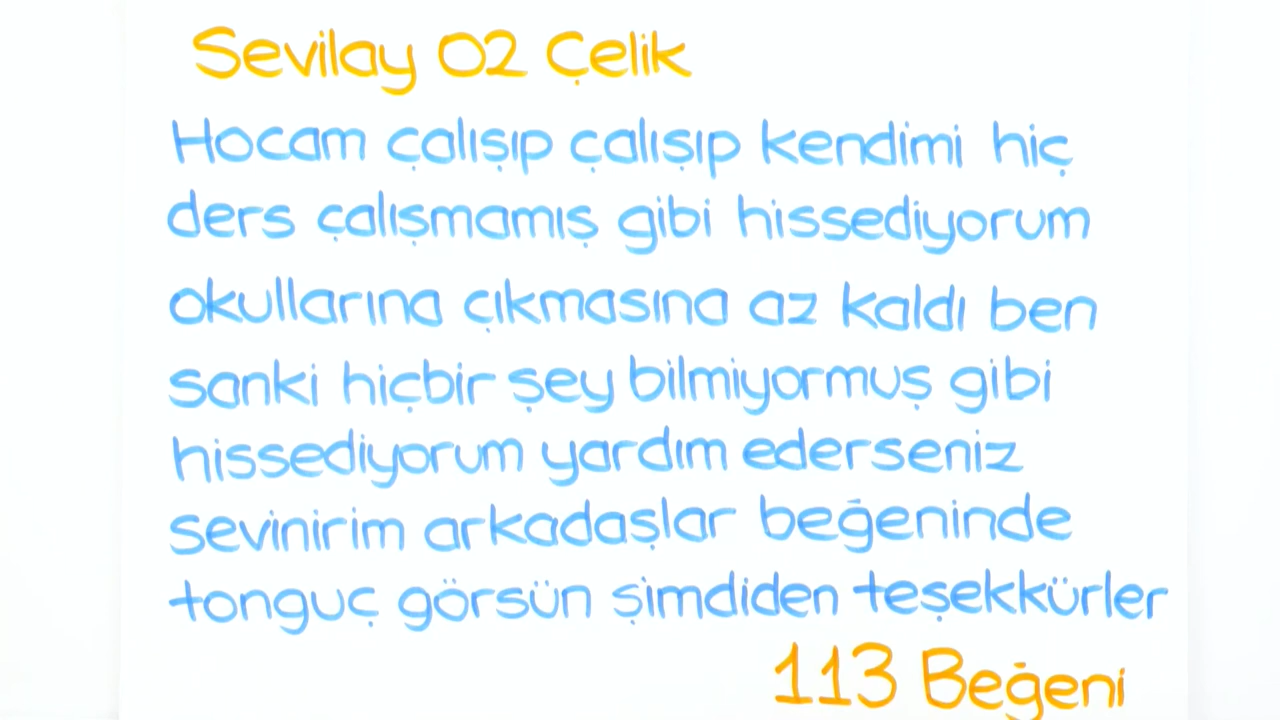 Sevilay 02 Çelik
Hocam çalışıp çalışıp kendimi hiç
ders çalışmamış gibi hissediyorum
okullarına çıkmasına az kaldı ben
sanki hiçbir şey bilmiyormuş gibi
hissediyorum yardım ederseniz
sevinirim arkadaşlar beğeninde
tonguç görsün şimdiden teşekkürler
113 Beğeni